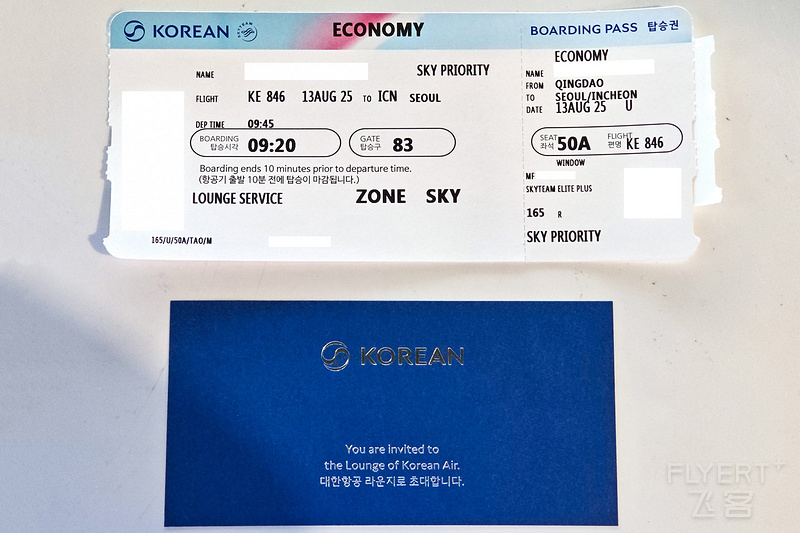 KOREAN ECONOMY BOARDING PASS 탑승권
NAME
SKY PRIORITY
FLIGHT KE 846 13AUG 25 TO ICN SEOUL
DEP TIME 09:45
BOARDING 탑승시각 09:20
GATE 탑승구 83
Boarding ends 10 minutes prior to departure time.
(항공기 출발 10분 전에 탑승이 마감됩니다.)
LOUNGE SERVICE ZONE SKY
165/U/50A/TAO/M
ECONOMY
NAME
FROM QINGDAO
TO SEOUL/INCHEON
DATE 13AUG 25 U
SEAT 좌석 50A
FLIGHT 편명 KE 846
WINDOW
MF
SKYTEAM ELITE PLUS
165 R
SKY PRIORITY
KOREAN
You are invited to
the Lounge of Korean Air.
대한항공 라운지로 초대합니다.
FLYERT+
飞客